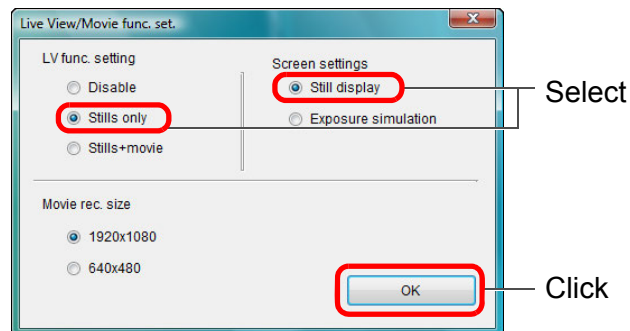 Live View/Movie func. set.
LV func. setting
Disable
Stills only
Stills+movie
Screen settings
Still display
Exposure simulation
Select
Movie rec. size
1920x1080
640x480
OK
Click